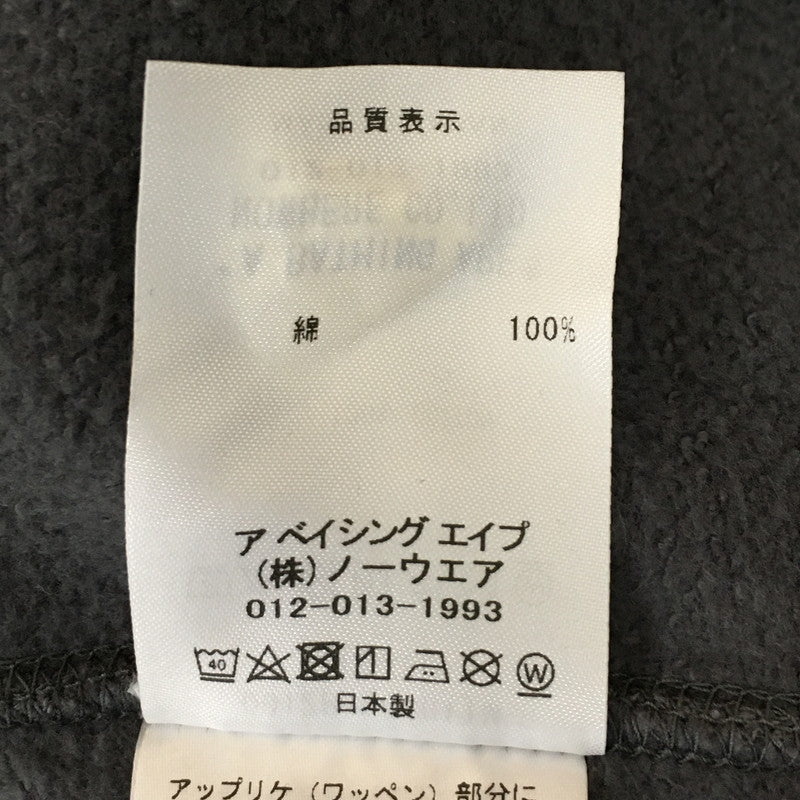 品質表示
綿 100%
ア ベイシング エイプ
(株)ノーウエア
012-013-1993
40 W
日本製
アップリケ(ワッペン)部分に